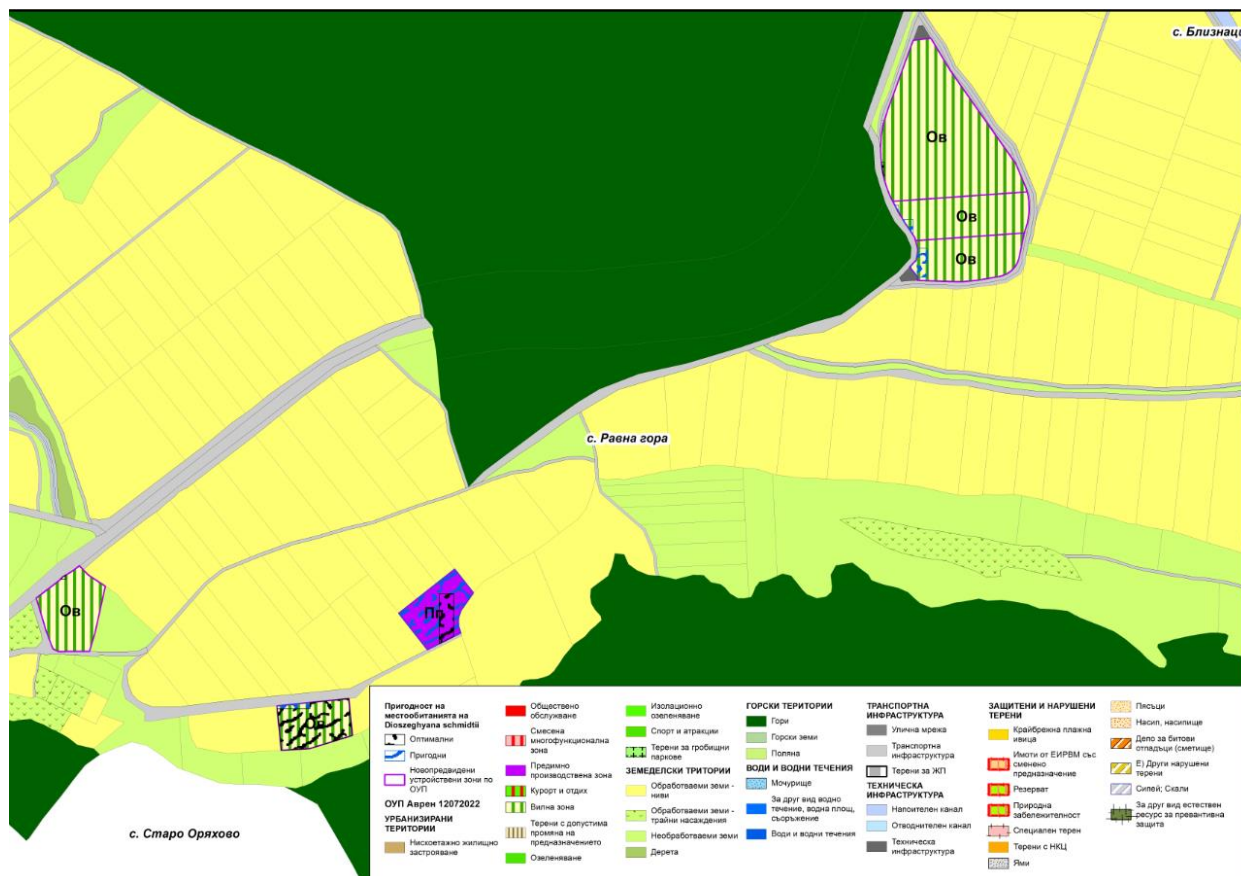 с. Близнаци
Ов
Ов
Ов
с. Равна гора
Ов
Пп
Ов
с. Старо Оряхово
Пригодност на
местообитанията на
Dioszeghyana schmidtii
Оптимални
Пригодни
Новопредвидени
устройствени зони по
ОУП
ОУП Аврен 12072022
УРБАНИЗИРАНИ
ТЕРИТОРИИ
Нискоетажно жилищно
застрояване
Обществено
обслужване
Смесена
многофункционална
зона
Предимно
производствена зона
Курорт и отдих
Вилна зона
Терени с допустима
промяна на
предназначението
Озеленяване
Изолационно
озеленяване
Спорт и атракции
Терени за гробищни
паркове
ЗЕМЕДЕЛСКИ ТРИТОРИИ
Обработваеми земи -
ниви
Обработваеми земи -
трайни насаждения
Необработваеми земи
Дерета
ГОРСКИ ТЕРИТОРИИ
Гори
Горски земи
Поляна
ВОДИ И ВОДНИ ТЕЧЕНИЯ
Мочурище
За друг вид водно
течение, водна площ,
съоръжение
Води и водни течения
ТРАНСПОРТНА
ИНФРАСТРУКТУРА
Улична мрежа
Транспортна
инфраструктура
Терени за ЖП
ТЕХНИЧЕСКА
ИНФРАСТРУКТУРА
Напоителен канал
Отводнителен канал
Техническа
инфраструктура
ЗАЩИТЕНИ И НАРУШЕНИ
ТЕРЕНИ
Крайбрежна плажна
ивица
Имоти от ЕИРВМ със
сменено
предназначение
Резерват
Природна
забележителност
Специален терен
Терени с НКЦ
Ями
Пясъци
Насип, насипище
Депо за битови
отпадъци (сметище)
Е) Други нарушени
терени
Сипей; Скали
За друг вид естествен
ресурс за превантивна
защита